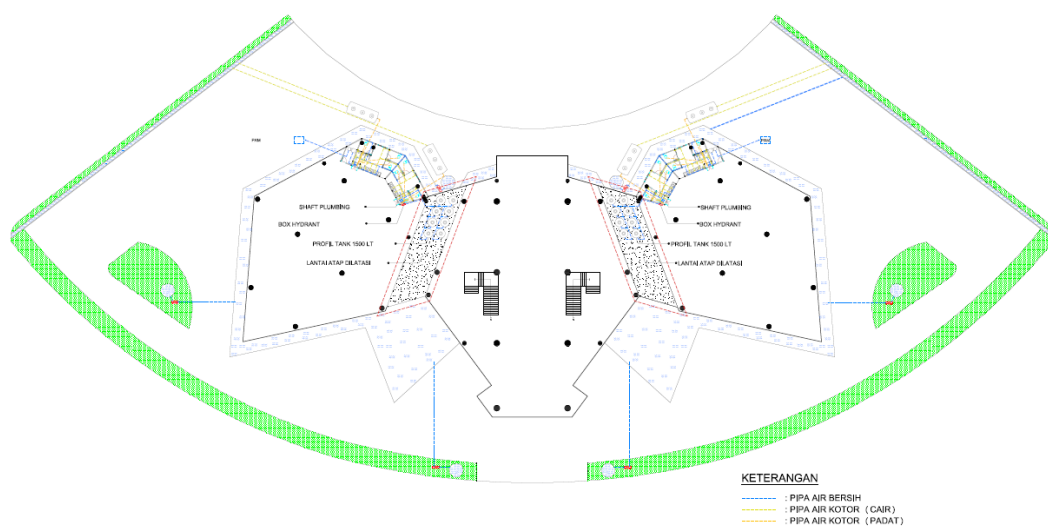 PDAM
SHAFT PLUMBING
BOX HYDRANT
PROFIL TANK 1500 LT
LANTAI ATAP DILATASI
SHAFT PLUMBING
BOX HYDRANT
PROFIL TANK 1500 LT
LANTAI ATAP DILATASI
KETERANGAN
: PIPA AIR BERSIH
: PIPA AIR KOTOR (CAIR)
: PIPA AIR KOTOR (PADAT)